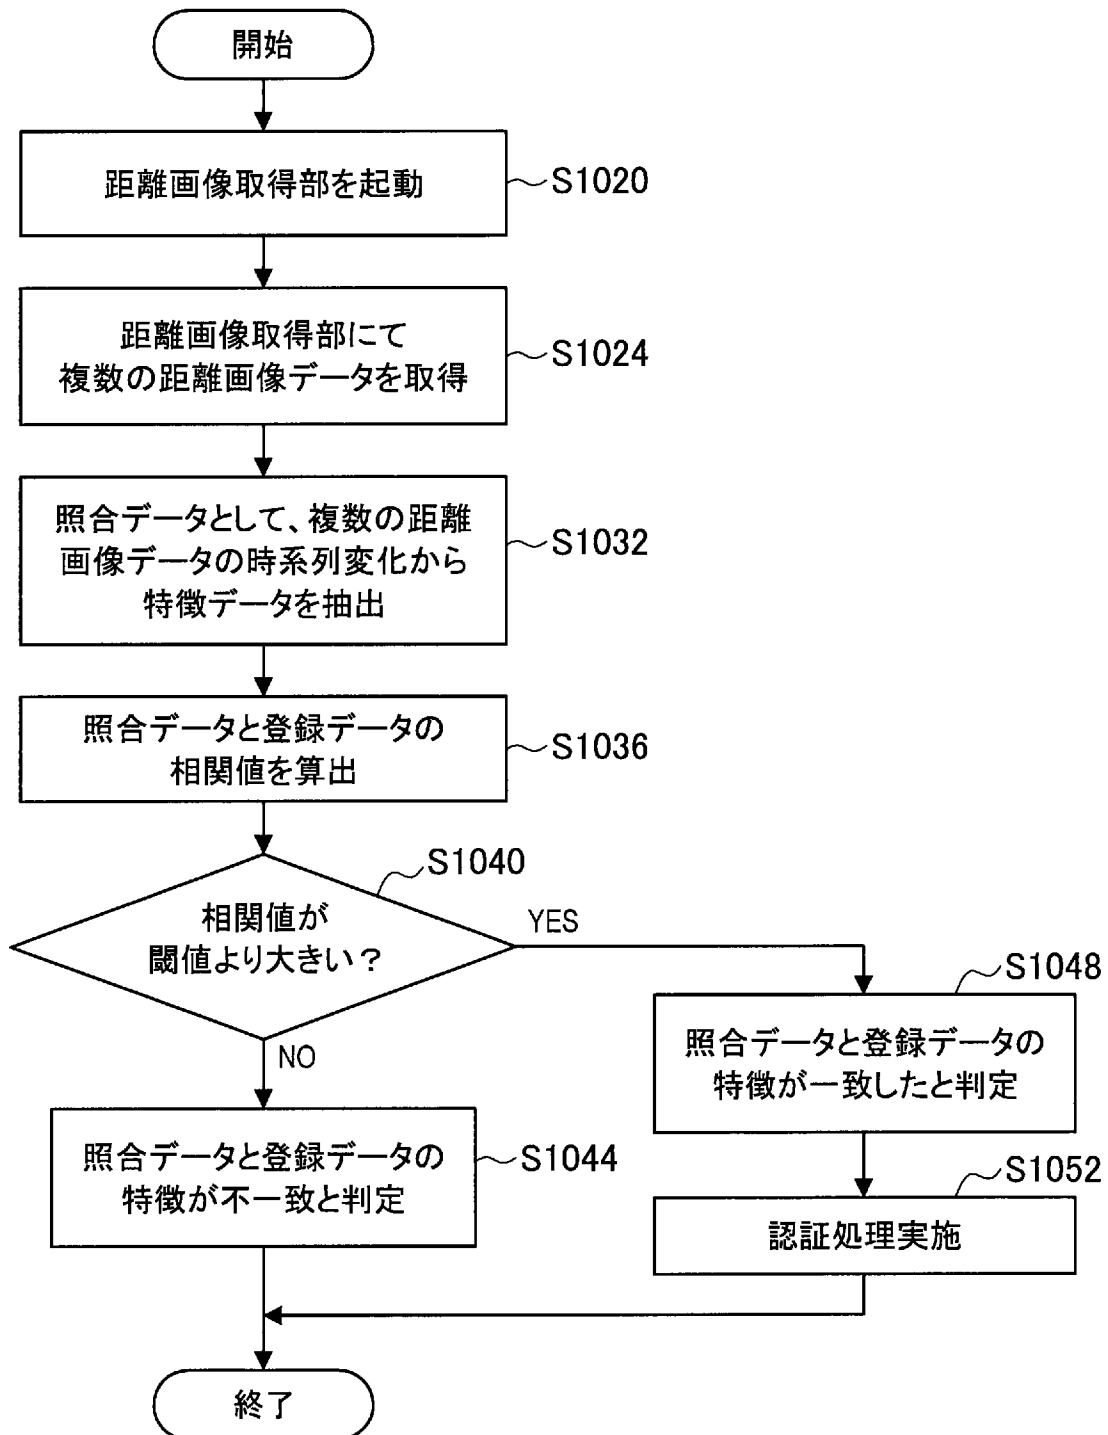 開始
距離画像取得部を起動
S1020
距離画像取得部にて
複数の距離画像データを取得
S1024
照合データとして、複数の距離
画像データの時系列変化から
特徴データを抽出
S1032
照合データと登録データの
相関値を算出
S1036
S1040
相関値が
閾値より大きい？
YES
NO
S1048
照合データと登録データの
特徴が一致したと判定
照合データと登録データの
特徴が不一致と判定
S1044
S1052
認証処理実施
終了